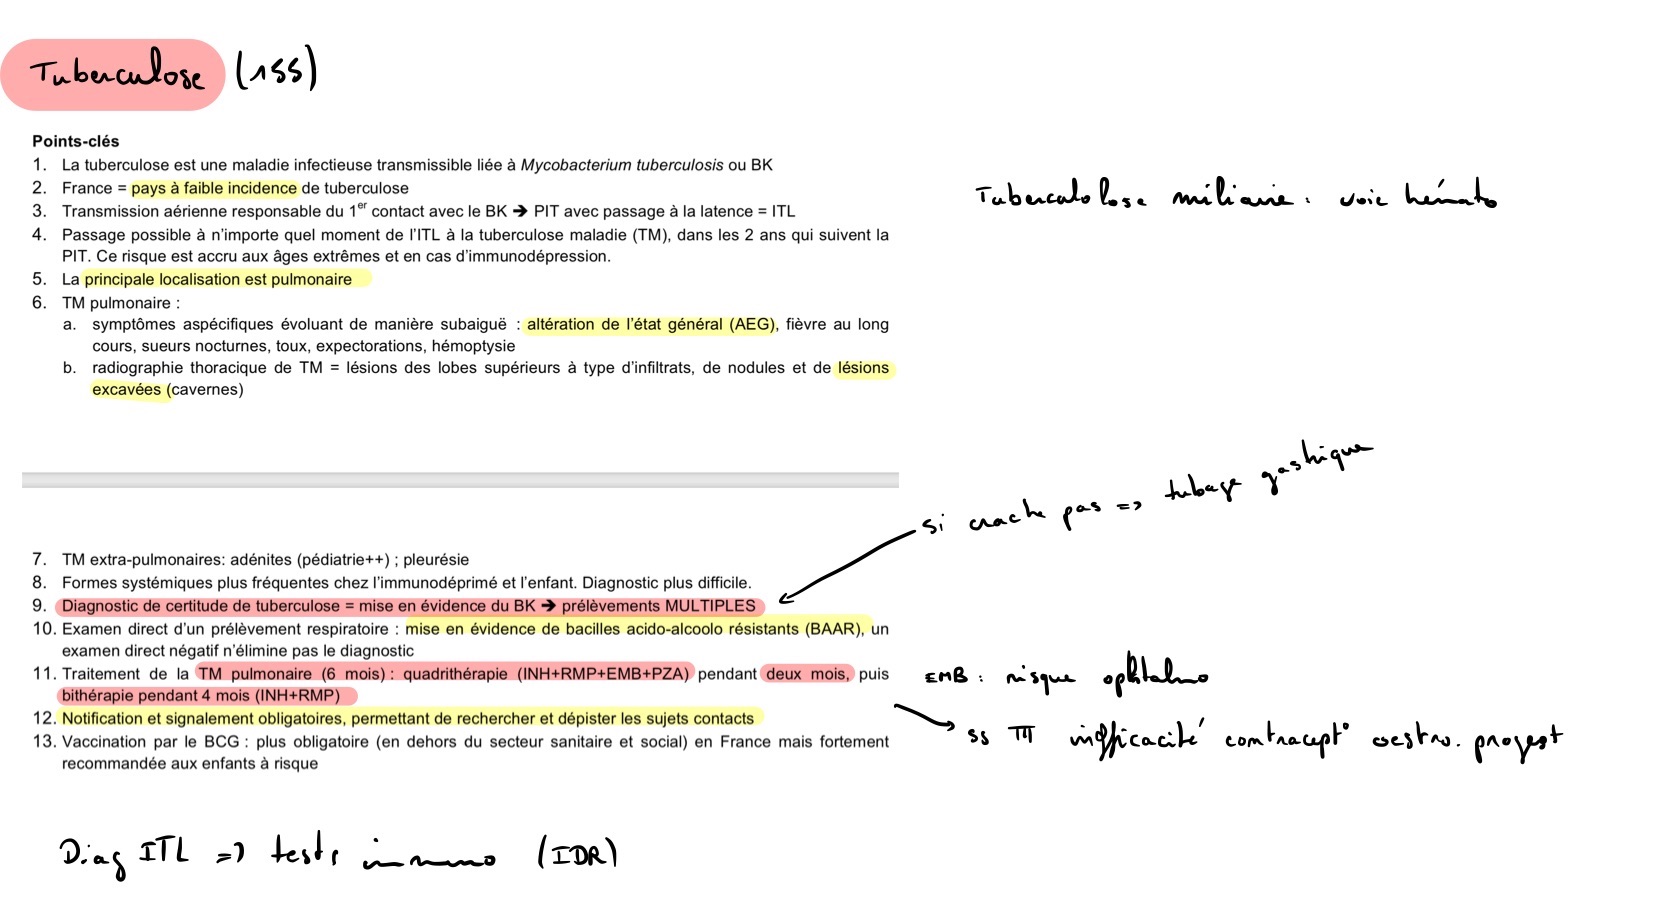 Tuberculose (155)
Points-clés
1. La tuberculose est une maladie infectieuse transmissible liée à Mycobacterium tuberculosis ou BK
2. France = pays à faible incidence de tuberculose
3. Transmission aérienne responsable du 1er contact avec le BK ➔ PIT avec passage à la latence = ITL
4. Passage possible à n'importe quel moment de l'ITL à la tuberculose maladie (TM), dans les 2 ans qui suivent la
PIT. Ce risque est accru aux âges extrêmes et en cas d'immunodépression.
5. La principale localisation est pulmonaire
6. TM pulmonaire :
a. symptômes aspécifiques évoluant de manière subaiguë : altération de l'état général (AEG), fièvre au long
cours, sueurs nocturnes, toux, expectorations, hémoptysie
b. radiographie thoracique de TM = lésions des lobes supérieurs à type d'infiltrats, de nodules et de lésions
excavées (cavernes)
Tuberculolose miliaire : voie hémato
si crache pas => tubage gastrique
7. TM extra-pulmonaires: adénites (pédiatrie++) ; pleurésie
8. Formes systémiques plus fréquentes chez l'immunodéprimé et l'enfant. Diagnostic plus difficile.
9. Diagnostic de certitude de tuberculose = mise en évidence du BK ➔ prélèvements MULTIPLES
10. Examen direct d'un prélèvement respiratoire : mise en évidence de bacilles acido-alcoolo résistants (BAAR), un
examen direct négatif n'élimine pas le diagnostic
11. Traitement de la TM pulmonaire (6 mois) : quadrithérapie (INH+RMP+EMB+PZA) pendant deux mois, puis
bithérapie pendant 4 mois (INH+RMP)
12. Notification et signalement obligatoires, permettant de rechercher et dépister les sujets contacts
13. Vaccination par le BCG : plus obligatoire (en dehors du secteur sanitaire et social) en France mais fortement
recommandée aux enfants à risque
EMB : risque ophtalmo
ss TTT inefficacité contracept° oestro. progest
Diag ITL => tests immuno (IDR)